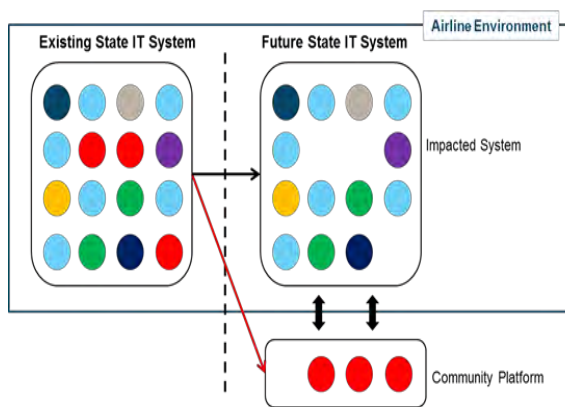 Airline Environment
Existing State IT System
Future State IT System
Impacted System
Community Platform